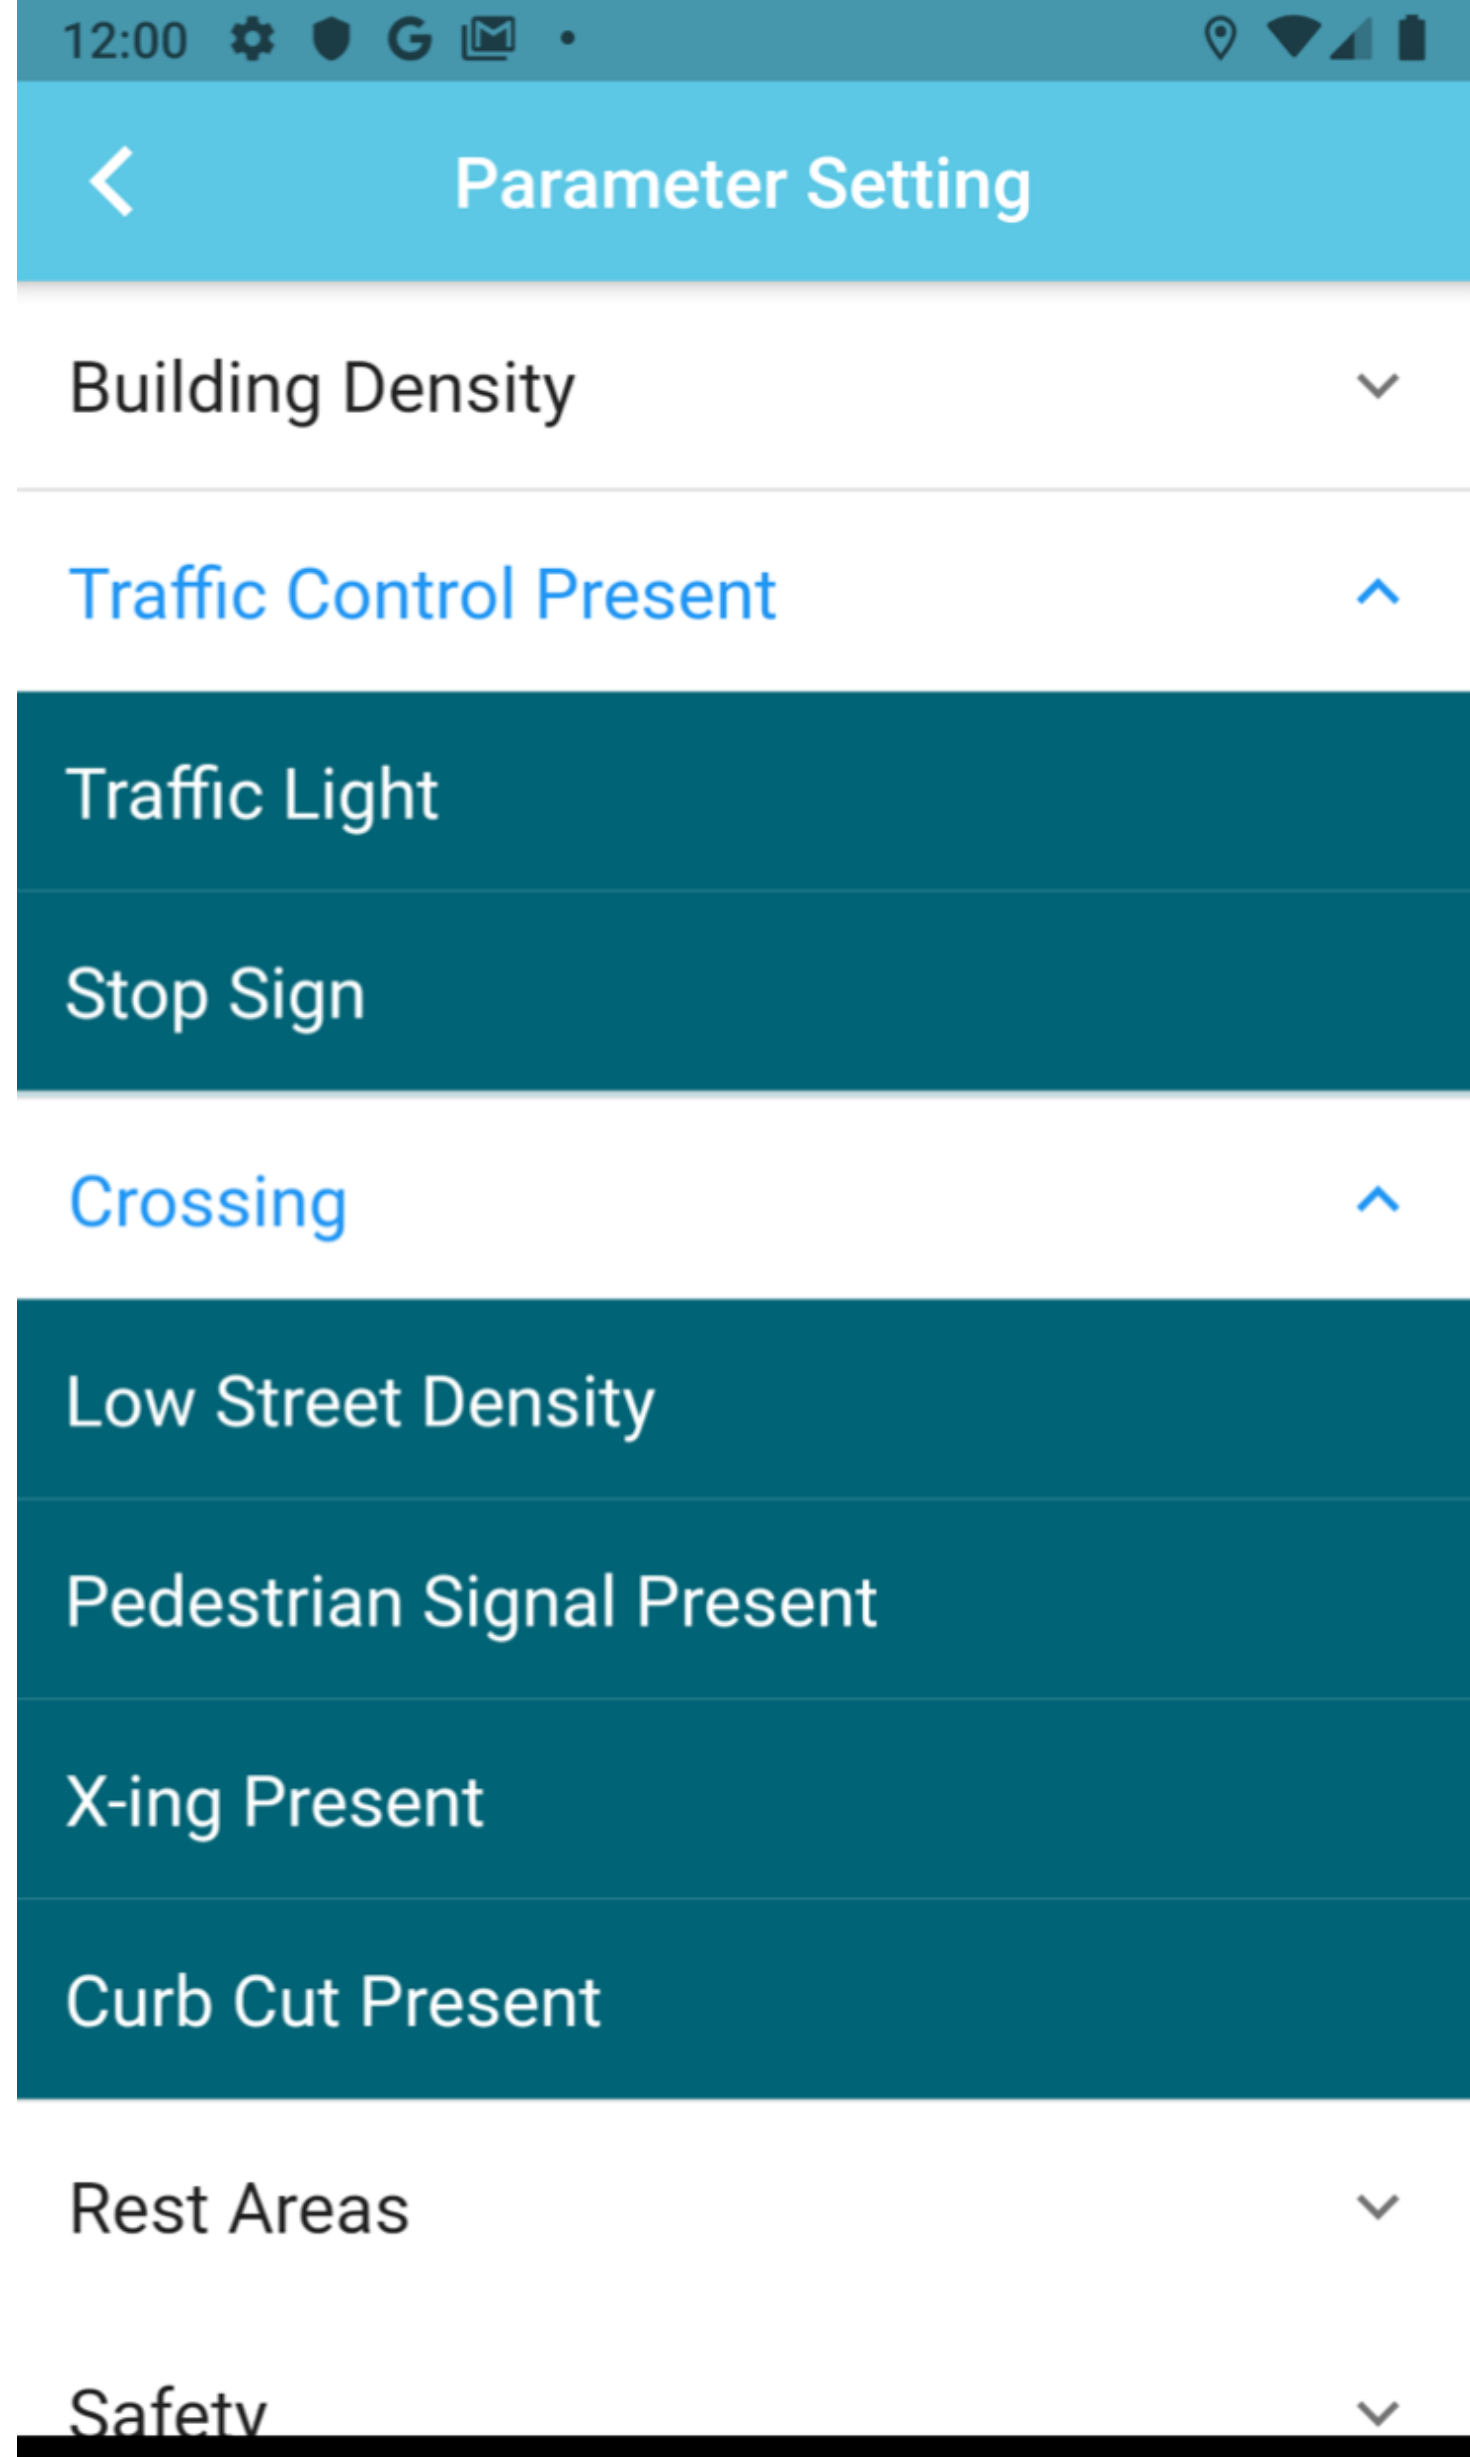 12:00
Parameter Setting
Building Density
Traffic Control Present
Traffic Light
Stop Sign
Crossing
Low Street Density
Pedestrian Signal Present
X-ing Present
Curb Cut Present
Rest Areas
Safety